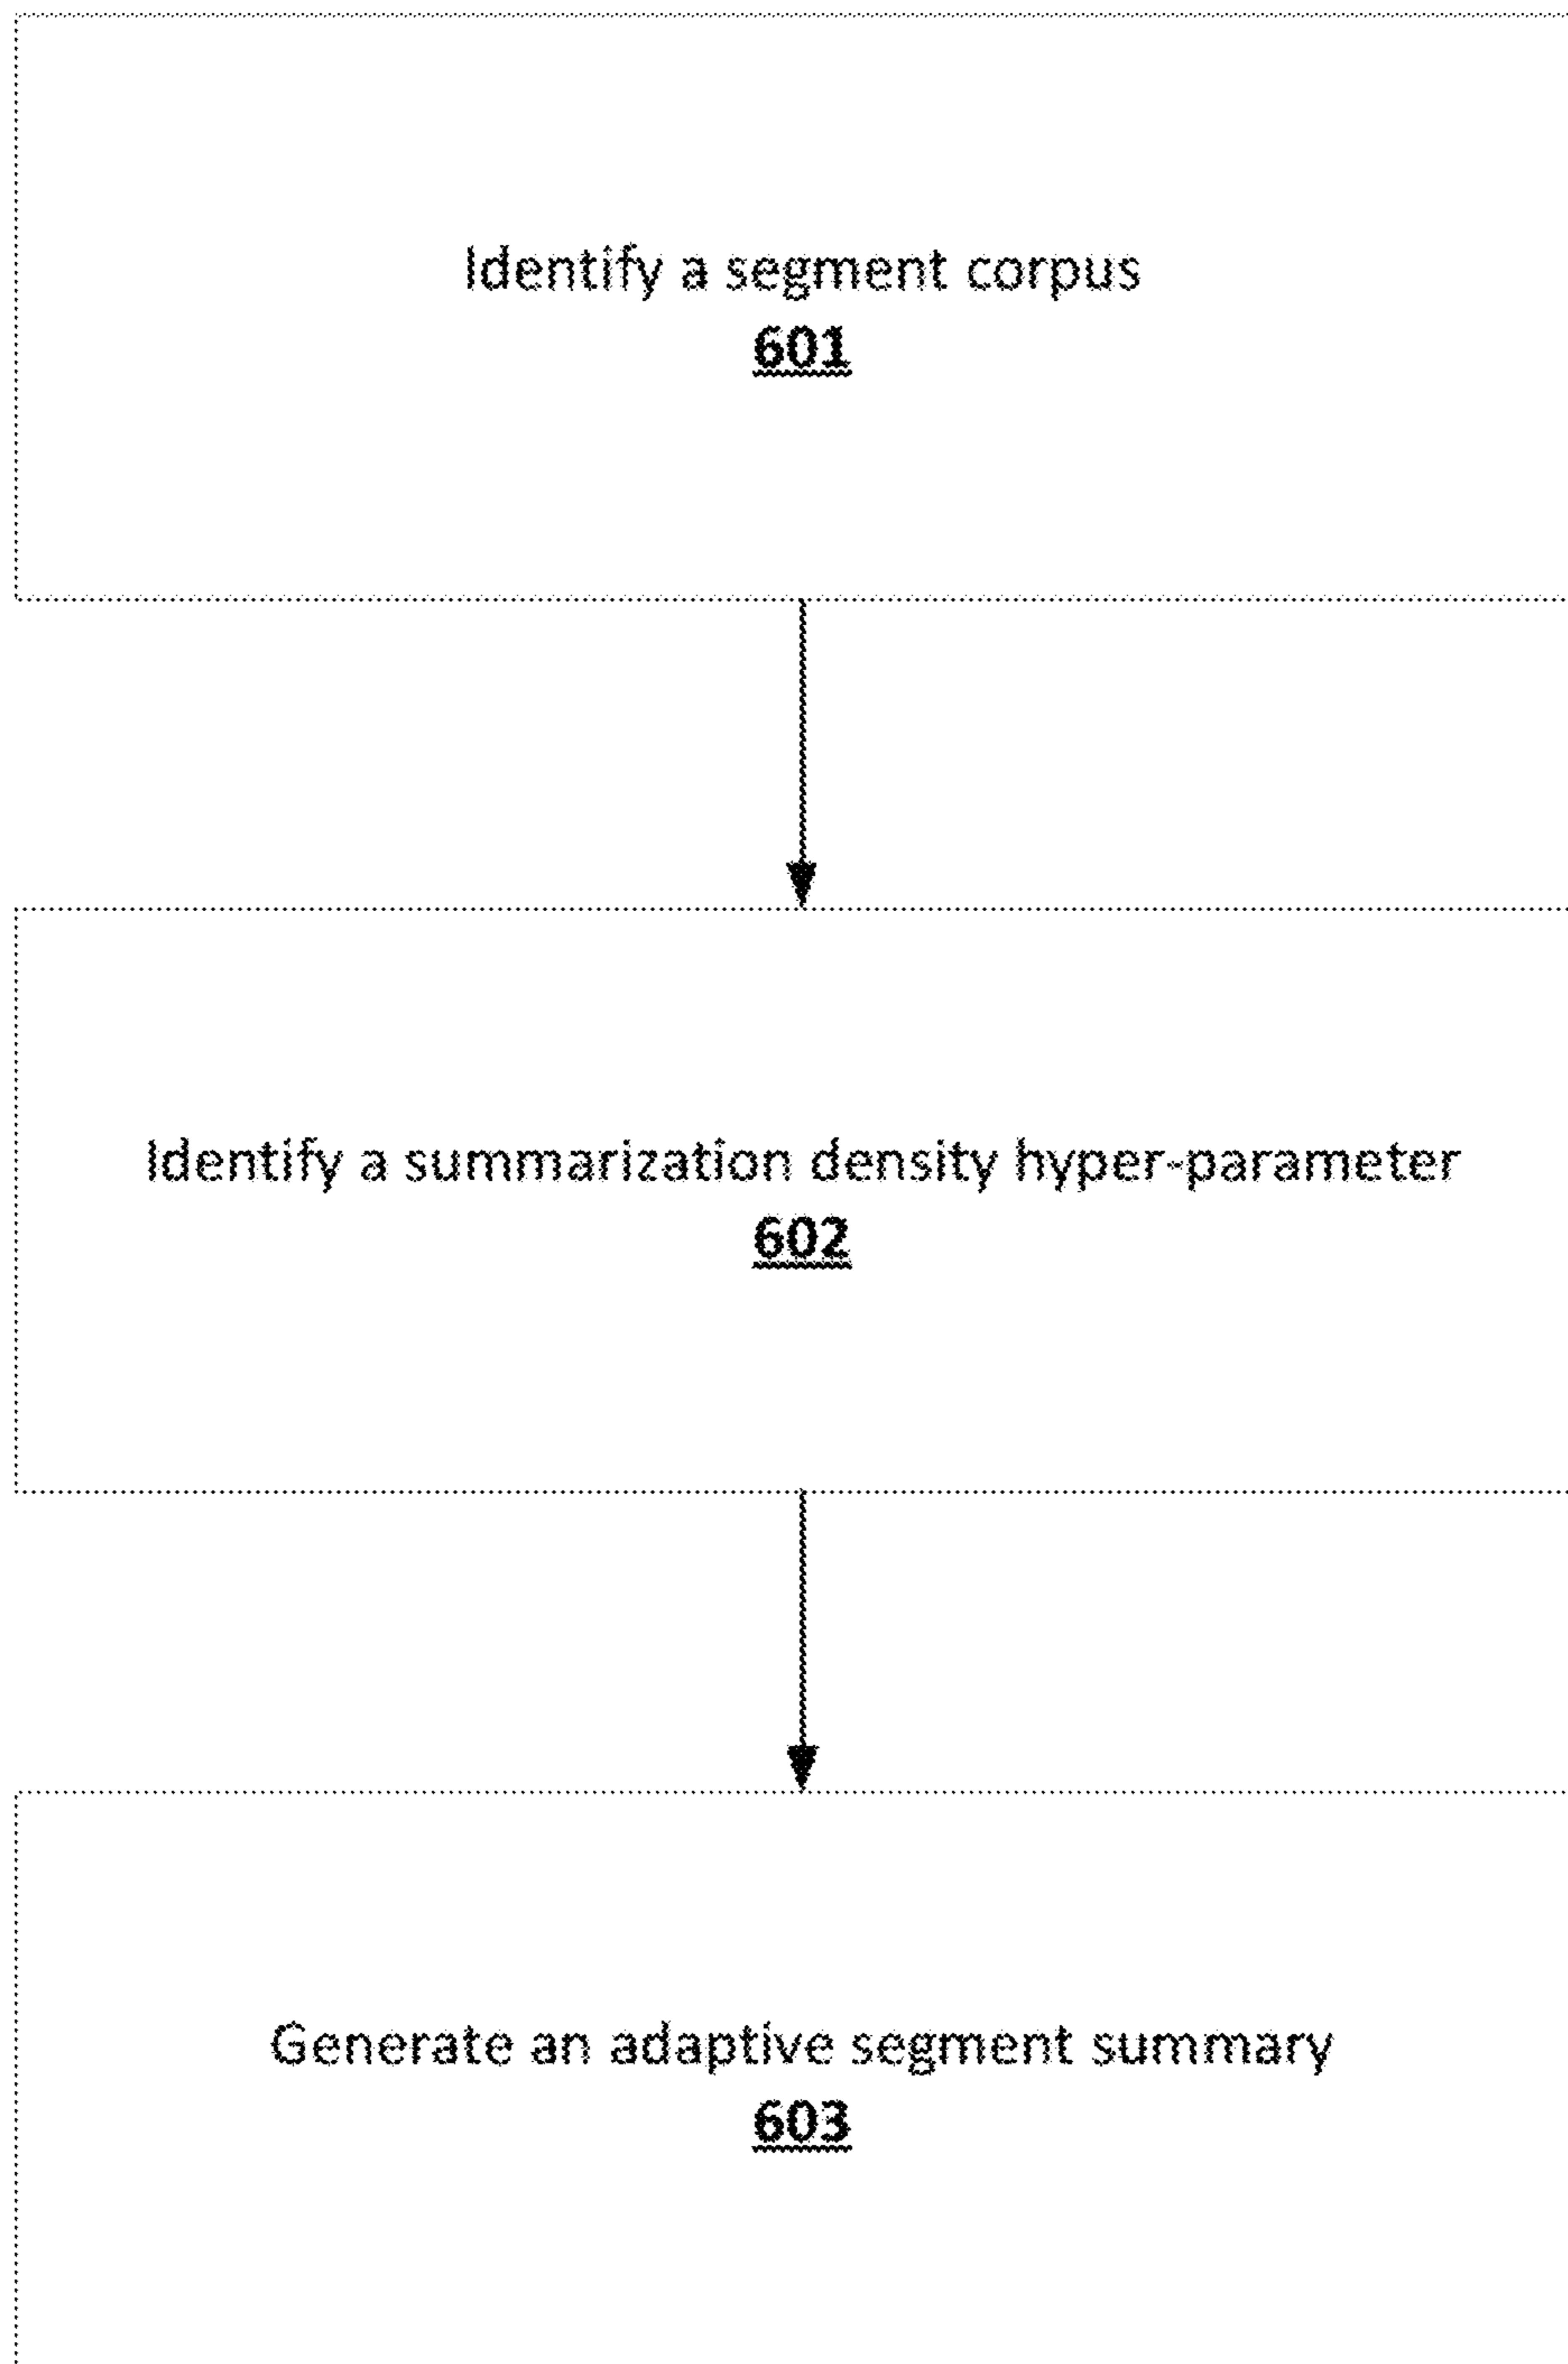 Identify a segment corpus
601
Identify a summarization density hyper-parameter
602
Generate an adaptive segment summary
603